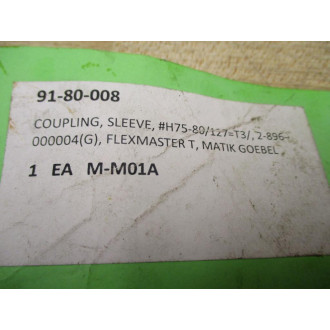 91-80-008
COUPLING, SLEEVE, #H75-80/127=T3/, 2-896-
000004(G), FLEXMASTER T, MATIK GOEBEL
1 EA M-M01A